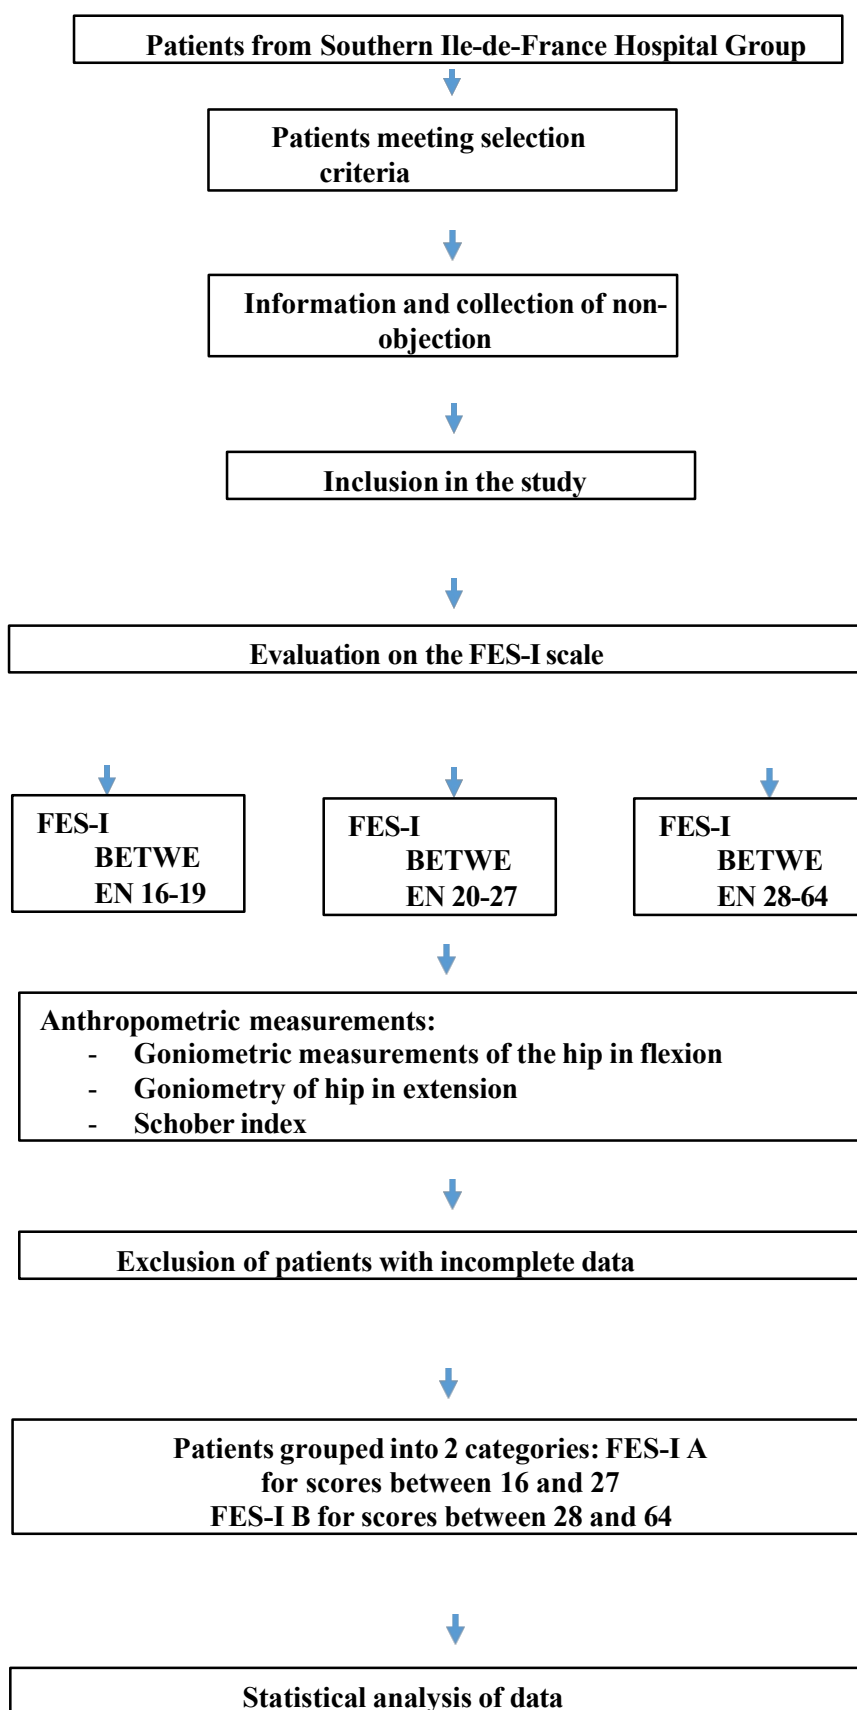 Patients from Southern Ile-de-France Hospital Group
Patients meeting selection
criteria
Information and collection of non-
objection
Inclusion in the study
Evaluation on the FES-I scale
FES-I
BETWE
EN 16-19
FES-I
BETWE
EN 20-27
FES-I
BETWE
EN 28-64
Anthropometric measurements:
- Goniometric measurements of the hip in flexion
- Goniometry of hip in extension
- Schober index
Exclusion of patients with incomplete data
Patients grouped into 2 categories: FES-I A
for scores between 16 and 27
FES-I B for scores between 28 and 64
Statistical analysis of data